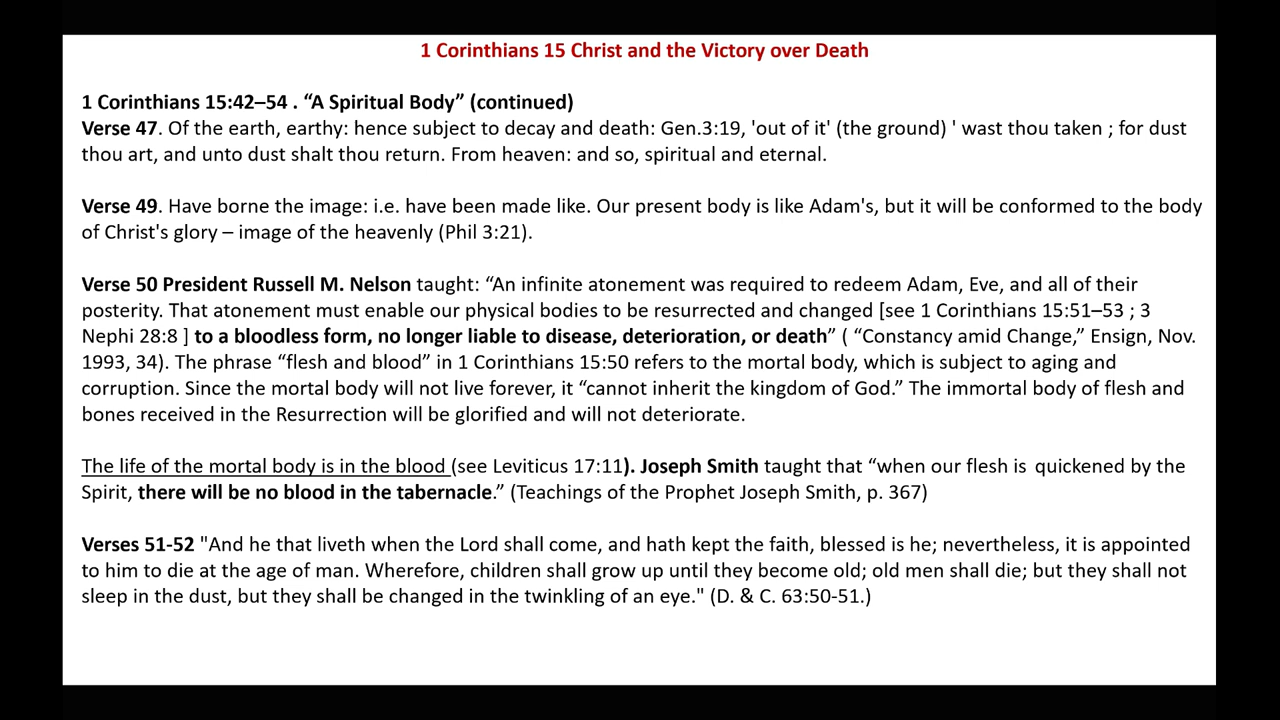 1 Corinthians 15 Christ and the Victory over Death
1 Corinthians 15:42–54 . “A Spiritual Body” (continued)
Verse 47. Of the earth, earthy: hence subject to decay and death: Gen.3:19, 'out of it' (the ground) ' wast thou taken ; for dust
thou art, and unto dust shalt thou return. From heaven: and so, spiritual and eternal.
Verse 49. Have borne the image: i.e. have been made like. Our present body is like Adam's, but it will be conformed to the body
of Christ's glory – image of the heavenly (Phil 3:21).
Verse 50 President Russell M. Nelson taught: “An infinite atonement was required to redeem Adam, Eve, and all of their
posterity. That atonement must enable our physical bodies to be resurrected and changed [see 1 Corinthians 15:51–53 ; 3
Nephi 28:8 ] to a bloodless form, no longer liable to disease, deterioration, or death” ( “Constancy amid Change,” Ensign, Nov.
1993, 34). The phrase “flesh and blood” in 1 Corinthians 15:50 refers to the mortal body, which is subject to aging and
corruption. Since the mortal body will not live forever, it “cannot inherit the kingdom of God.” The immortal body of flesh and
bones received in the Resurrection will be glorified and will not deteriorate.
The life of the mortal body is in the blood (see Leviticus 17:11). Joseph Smith taught that “when our flesh is quickened by the
Spirit, there will be no blood in the tabernacle.” (Teachings of the Prophet Joseph Smith, p. 367)
Verses 51-52 "And he that liveth when the Lord shall come, and hath kept the faith, blessed is he; nevertheless, it is appointed
to him to die at the age of man. Wherefore, children shall grow up until they become old; old men shall die; but they shall not
sleep in the dust, but they shall be changed in the twinkling of an eye." (D. & C. 63:50-51.)